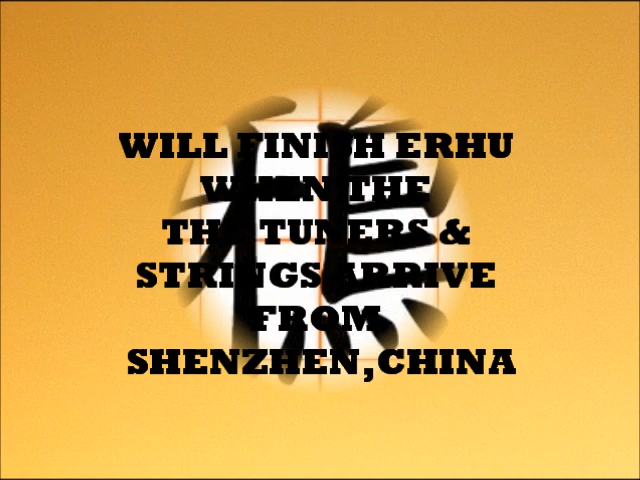 WILL FINISH ERHU
WHEN THE
THE TUNERS &
STRINGS ARRIVE
FROM
SHENZHEN,CHINA